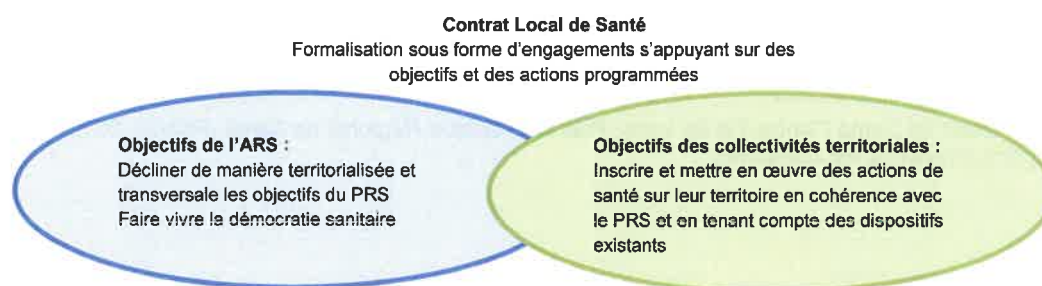 Contrat Local de Santé
Formalisation sous forme d'engagements s'appuyant sur des
objectifs et des actions programmées
Objectifs de l'ARS :
Décliner de manière territorialisée et
transversale les objectifs du PRS
Faire vivre la démocratie sanitaire
Objectifs des collectivités territoriales :
Inscrire et mettre en œuvre des actions de
santé sur leur territoire en cohérence avec
le PRS et en tenant compte des dispositifs
existants